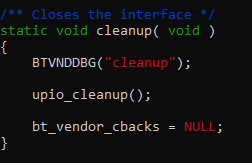 /** Closes the interface */
static void cleanup( void )
{
    BTVNDDBG("cleanup");
    upio_cleanup();
    bt_vendor_cbacks = NULL;
}